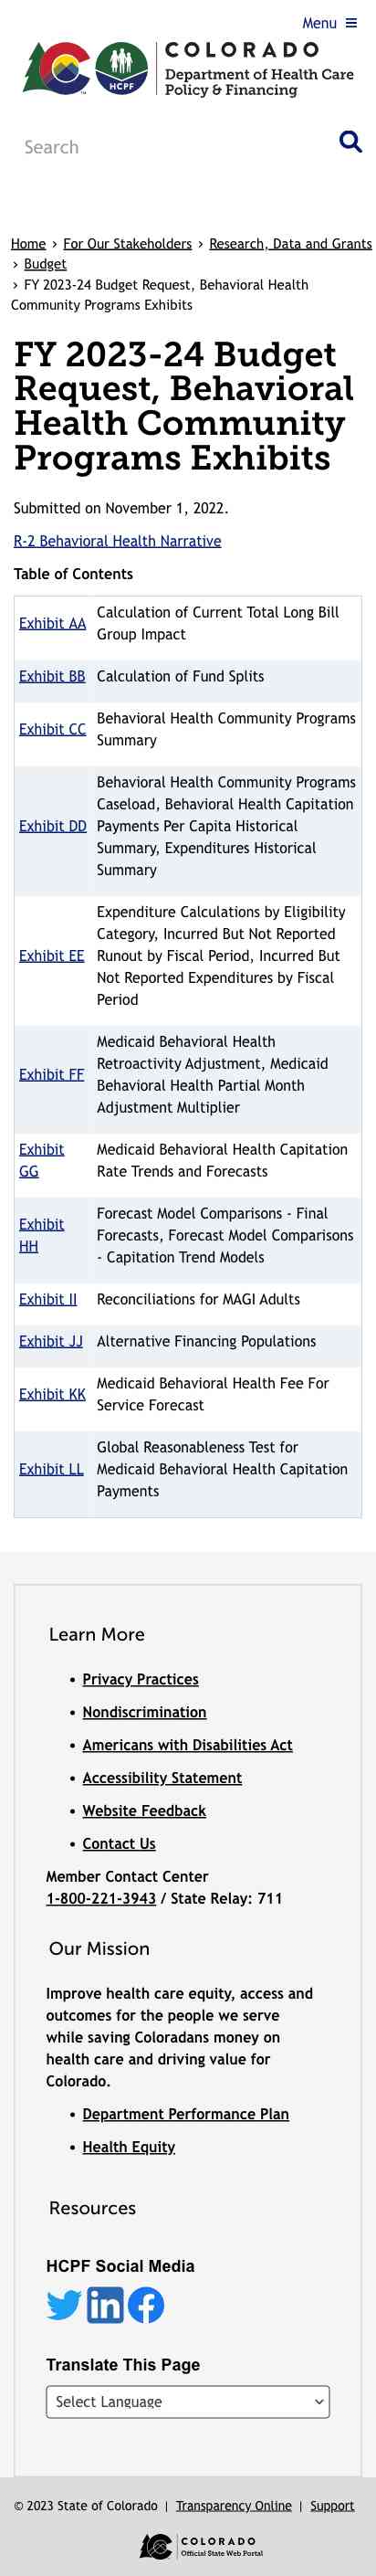 Menu ≡
COLORADO
HCPF
Department of Health Care
Policy & Financing
Search
Home › For Our Stakeholders › Research, Data and Grants
› Budget
› FY 2023-24 Budget Request, Behavioral Health
Community Programs Exhibits
FY 2023-24 Budget
Request, Behavioral
Health Community
Programs Exhibits
Submitted on November 1, 2022.
R-2 Behavioral Health Narrative
Table of Contents
Exhibit AA
Calculation of Current Total Long Bill
Group Impact
Exhibit BB
Calculation of Fund Splits
Exhibit CC
Behavioral Health Community Programs
Summary
Exhibit DD
Behavioral Health Community Programs
Caseload, Behavioral Health Capitation
Payments Per Capita Historical
Summary, Expenditures Historical
Summary
Exhibit EE
Expenditure Calculations by Eligibility
Category, Incurred But Not Reported
Runout by Fiscal Period, Incurred But
Not Reported Expenditures by Fiscal
Period
Exhibit FF
Medicaid Behavioral Health
Retroactivity Adjustment, Medicaid
Behavioral Health Partial Month
Adjustment Multiplier
Exhibit
GG
Medicaid Behavioral Health Capitation
Rate Trends and Forecasts
Exhibit
HH
Forecast Model Comparisons - Final
Forecasts, Forecast Model Comparisons
- Capitation Trend Models
Exhibit II
Reconciliations for MAGI Adults
Exhibit JJ
Alternative Financing Populations
Exhibit KK
Medicaid Behavioral Health Fee For
Service Forecast
Exhibit LL
Global Reasonableness Test for
Medicaid Behavioral Health Capitation
Payments
Learn More
• Privacy Practices
• Nondiscrimination
• Americans with Disabilities Act
• Accessibility Statement
• Website Feedback
• Contact Us
Member Contact Center
1-800-221-3943 / State Relay: 711
Our Mission
Improve health care equity, access and
outcomes for the people we serve
while saving Coloradans money on
health care and driving value for
Colorado.
• Department Performance Plan
• Health Equity
Resources
HCPF Social Media
Translate This Page
Select Language
© 2023 State of Colorado | Transparency Online | Support
COLORADO
Official State Web Portal